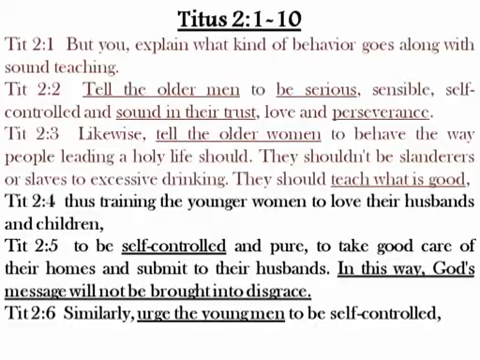 Titus 2:1-10
Tit 2:1 But you, explain what kind of behavior goes along with
sound teaching.
Tit 2:2 Tell the older men to be serious, sensible, self-
controlled and sound in their trust, love and perseverance.
Tit 2:3 Likewise, tell the older women to behave the way
people leading a holy life should. They shouldn't be slanderers
or slaves to excessive drinking. They should teach what is good,
Tit 2:4 thus training the younger women to love their husbands
and children,
Tit 2:5 to be self-controlled and pure, to take good care of
their homes and submit to their husbands. In this way, God's
message will not be brought into disgrace.
Tit 2:6 Similarly, urge the young men to be self-controlled,